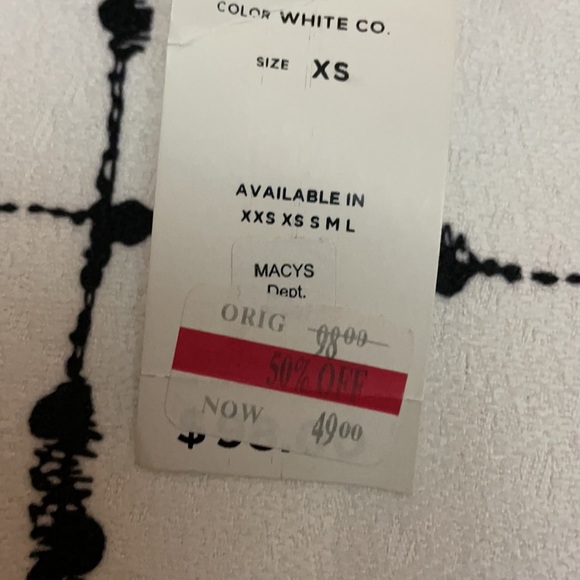 COLOR WHITE CO.
SIZE XS
AVAILABLE IN
XXS XS S M L
MACYS
Dept.
ORIG 98 00
50% OFF
NOW 49 00
$